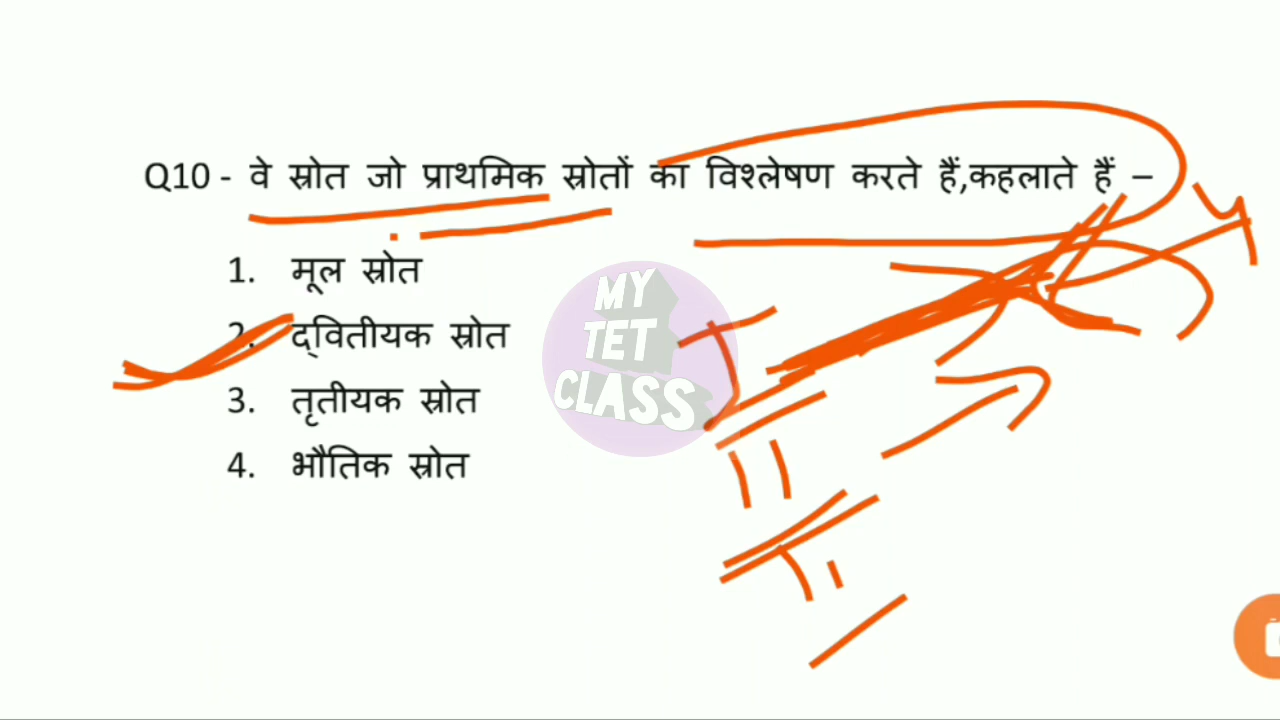 Q10 - वे स्रोत जो प्राथमिक स्रोतों का विश्लेषण करते हैं,कहलाते हैं –
1. मूल स्रोत
2. द्वितीयक स्रोत
3. तृतीयक स्रोत
4. भौतिक स्रोत
MY
TET
CLASS